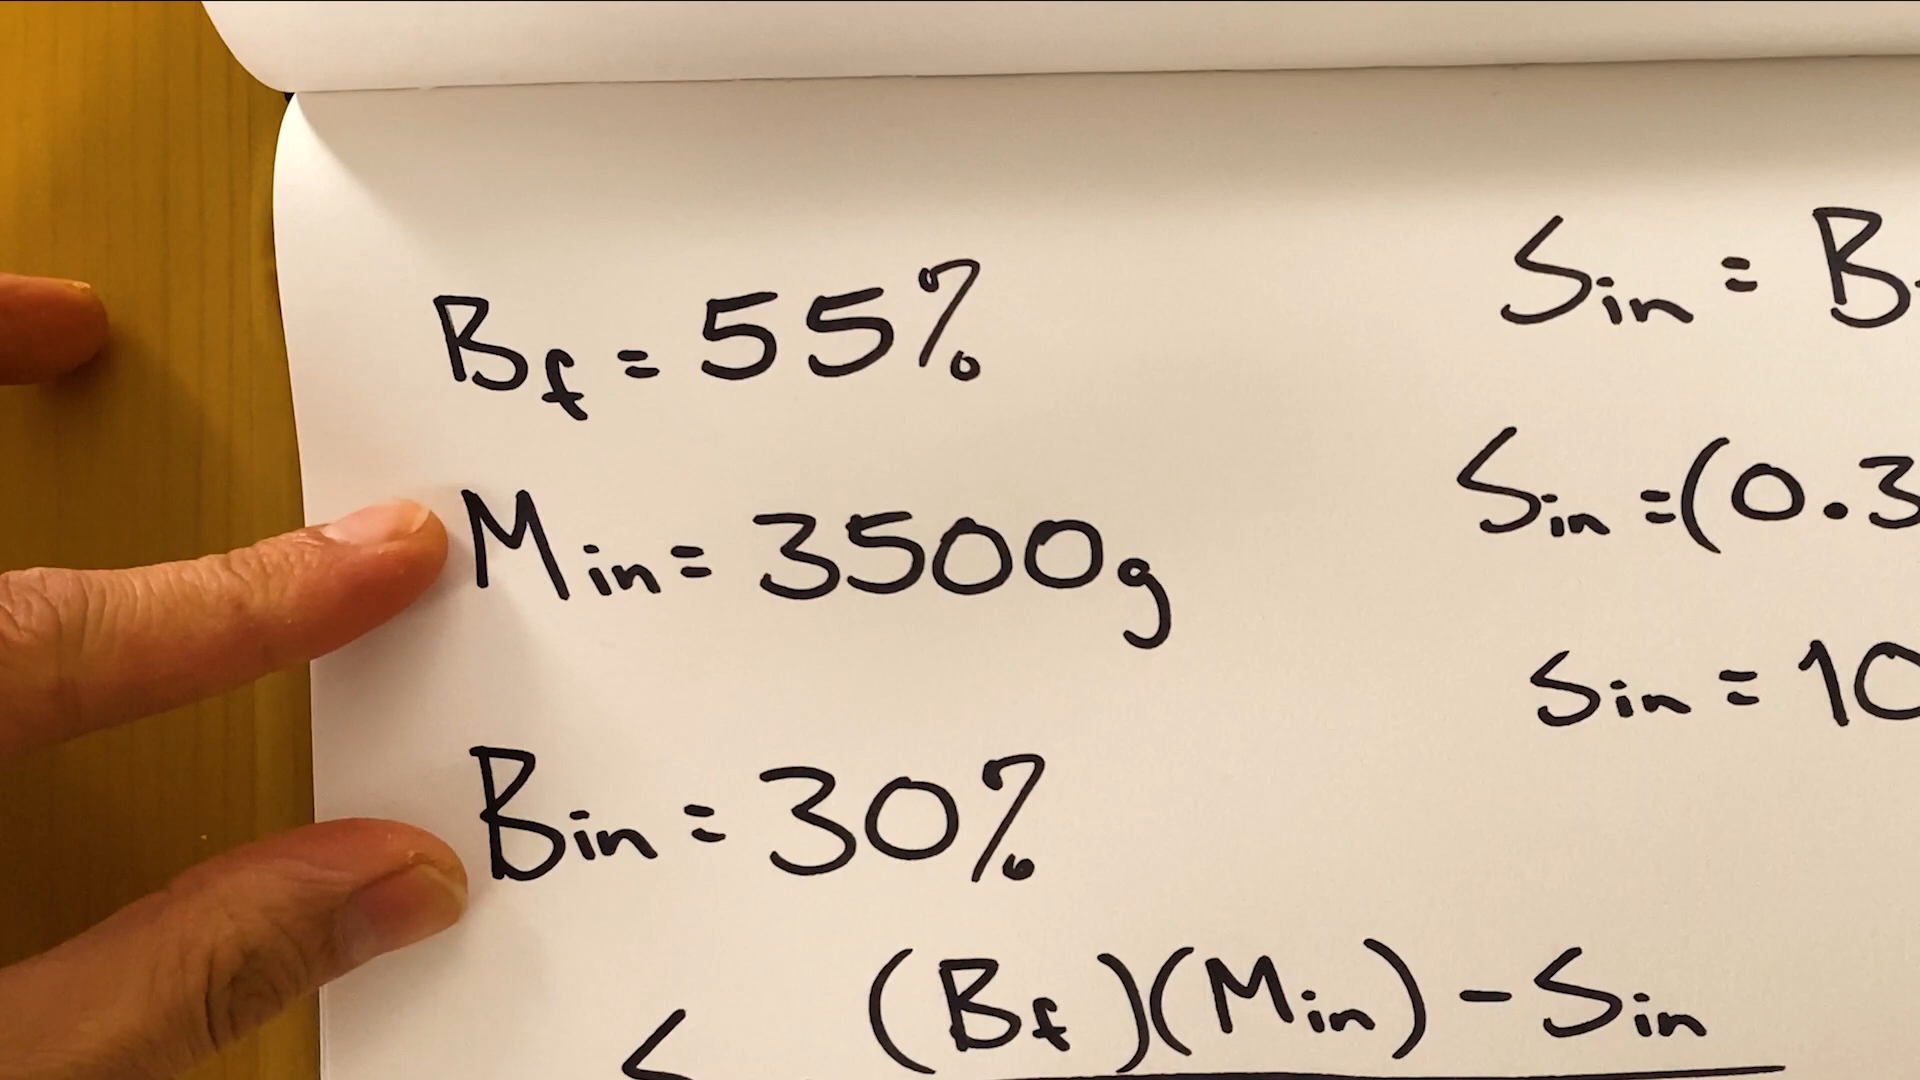 Bf = 55%
Min = 3500g
Bin = 30%
Sin = B
Sin = (0.3
Sin = 10
(Bf)(Min) - Sin